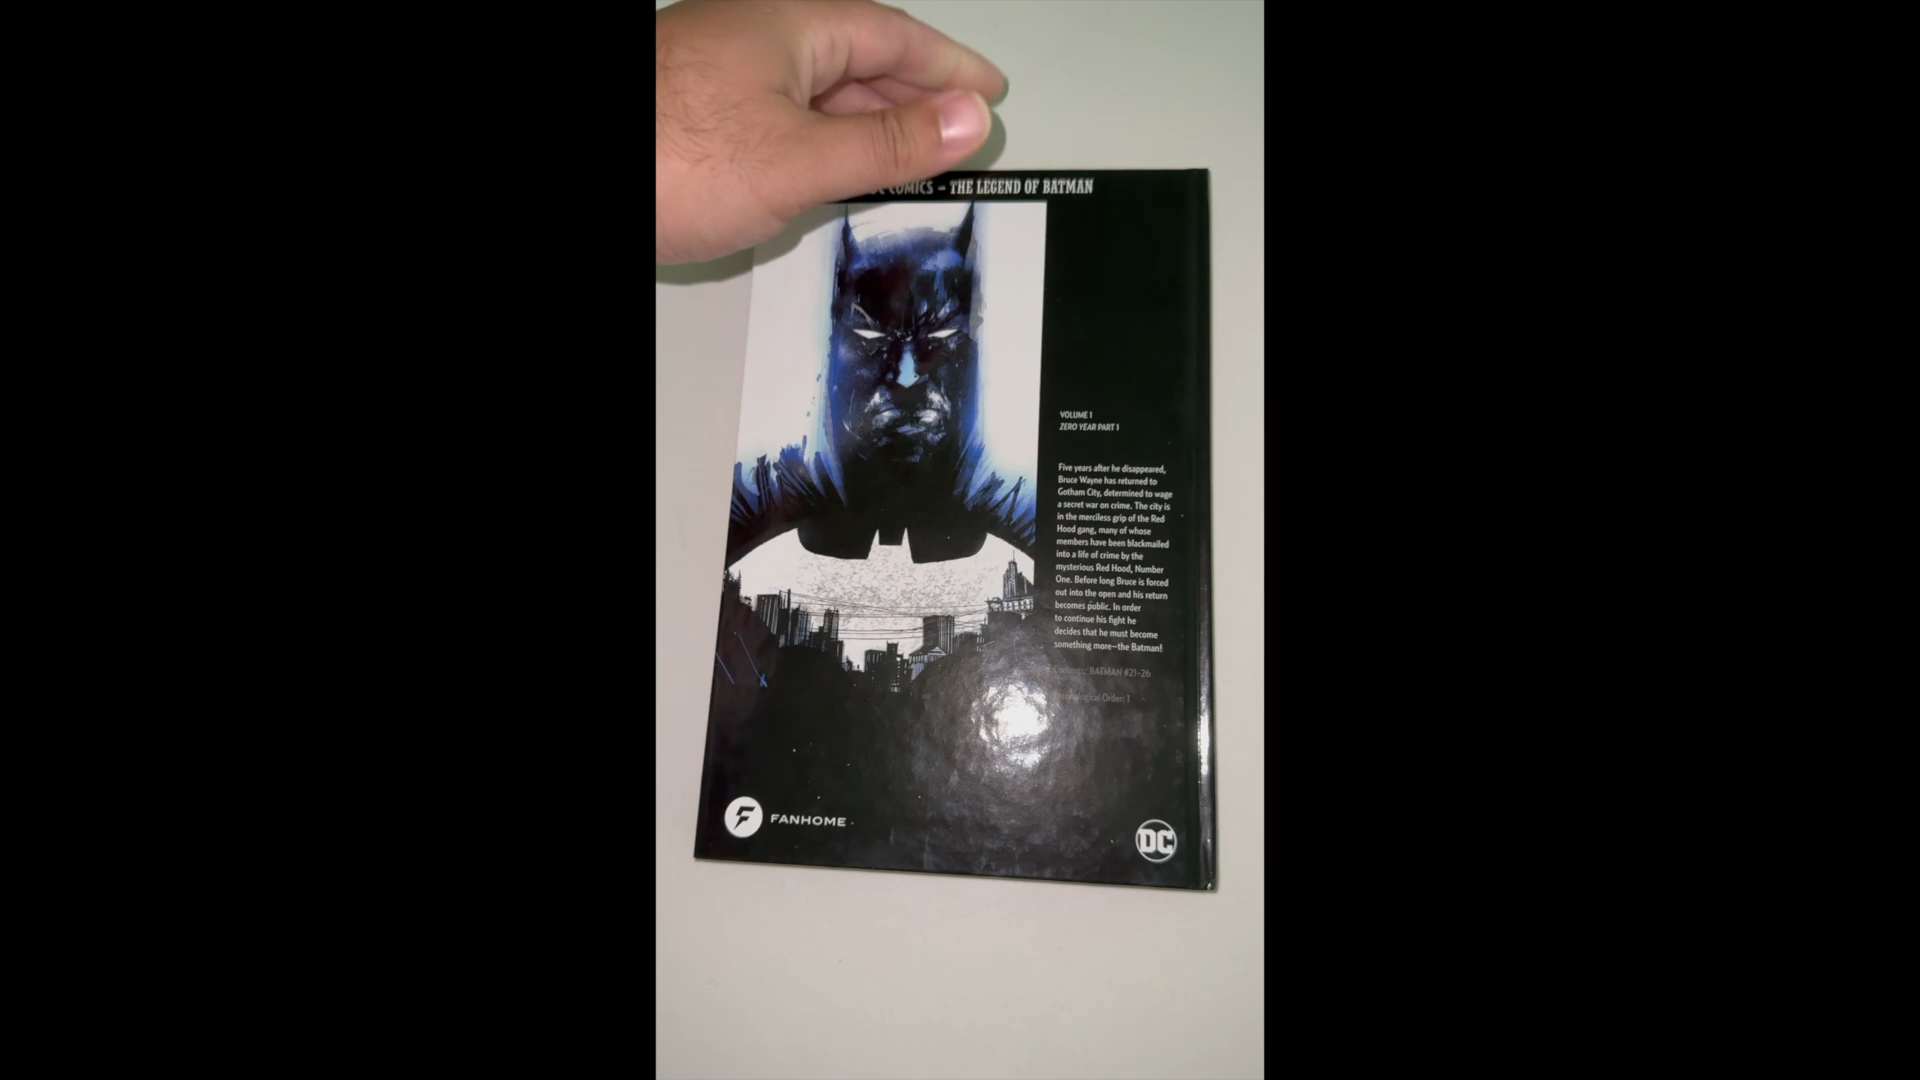 COMICS – THE LEGEND OF BATMAN
VOLUME 1
ZERO YEAR PART 1
Five years after he disappeared,
Bruce Wayne has returned to
Gotham City, determined to wage
a secret war on crime. The city is
in the merciless grip of the Red
Hood gang, many of whose
members have been blackmailed
into a life of crime by the
mysterious Red Hood, Number
One. Before long Bruce is forced
out into the open and his return
becomes public. In order
to continue his fight he
decides that he must become
something more—the Batman!
BATMAN #21-26
Order: 1
FANHOME
DC